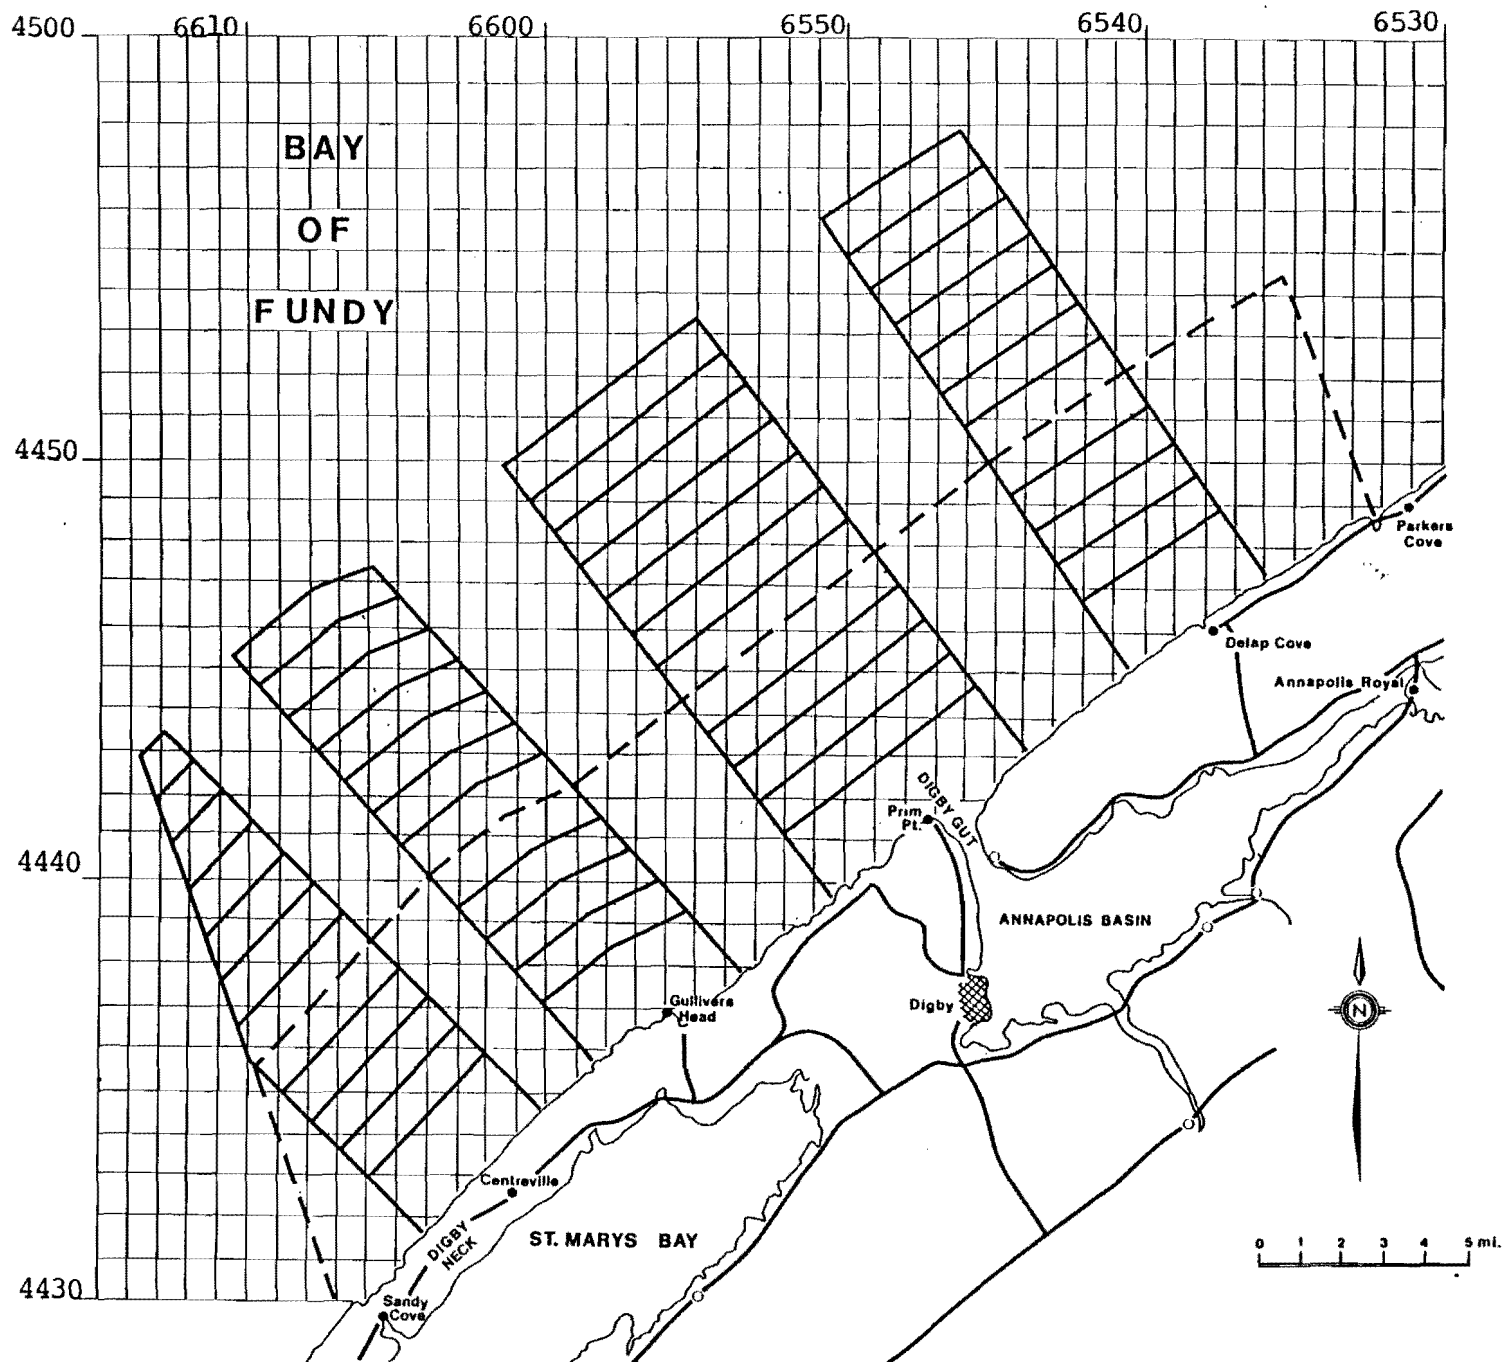 4500 6610 6600 6550 6540 6530
BAY
OF
FUNDY
4450
Parkers
Cove
Delap Cove
Annapolis Royal
DIGBY GUT
Prim
Pt.
4440
ANNAPOLIS BASIN
Digby
Gullivers
Head
N
Centreville
DIGBY
NECK
ST. MARYS BAY
0 1 2 3 4 5 mi.
4430
Sandy
Cove